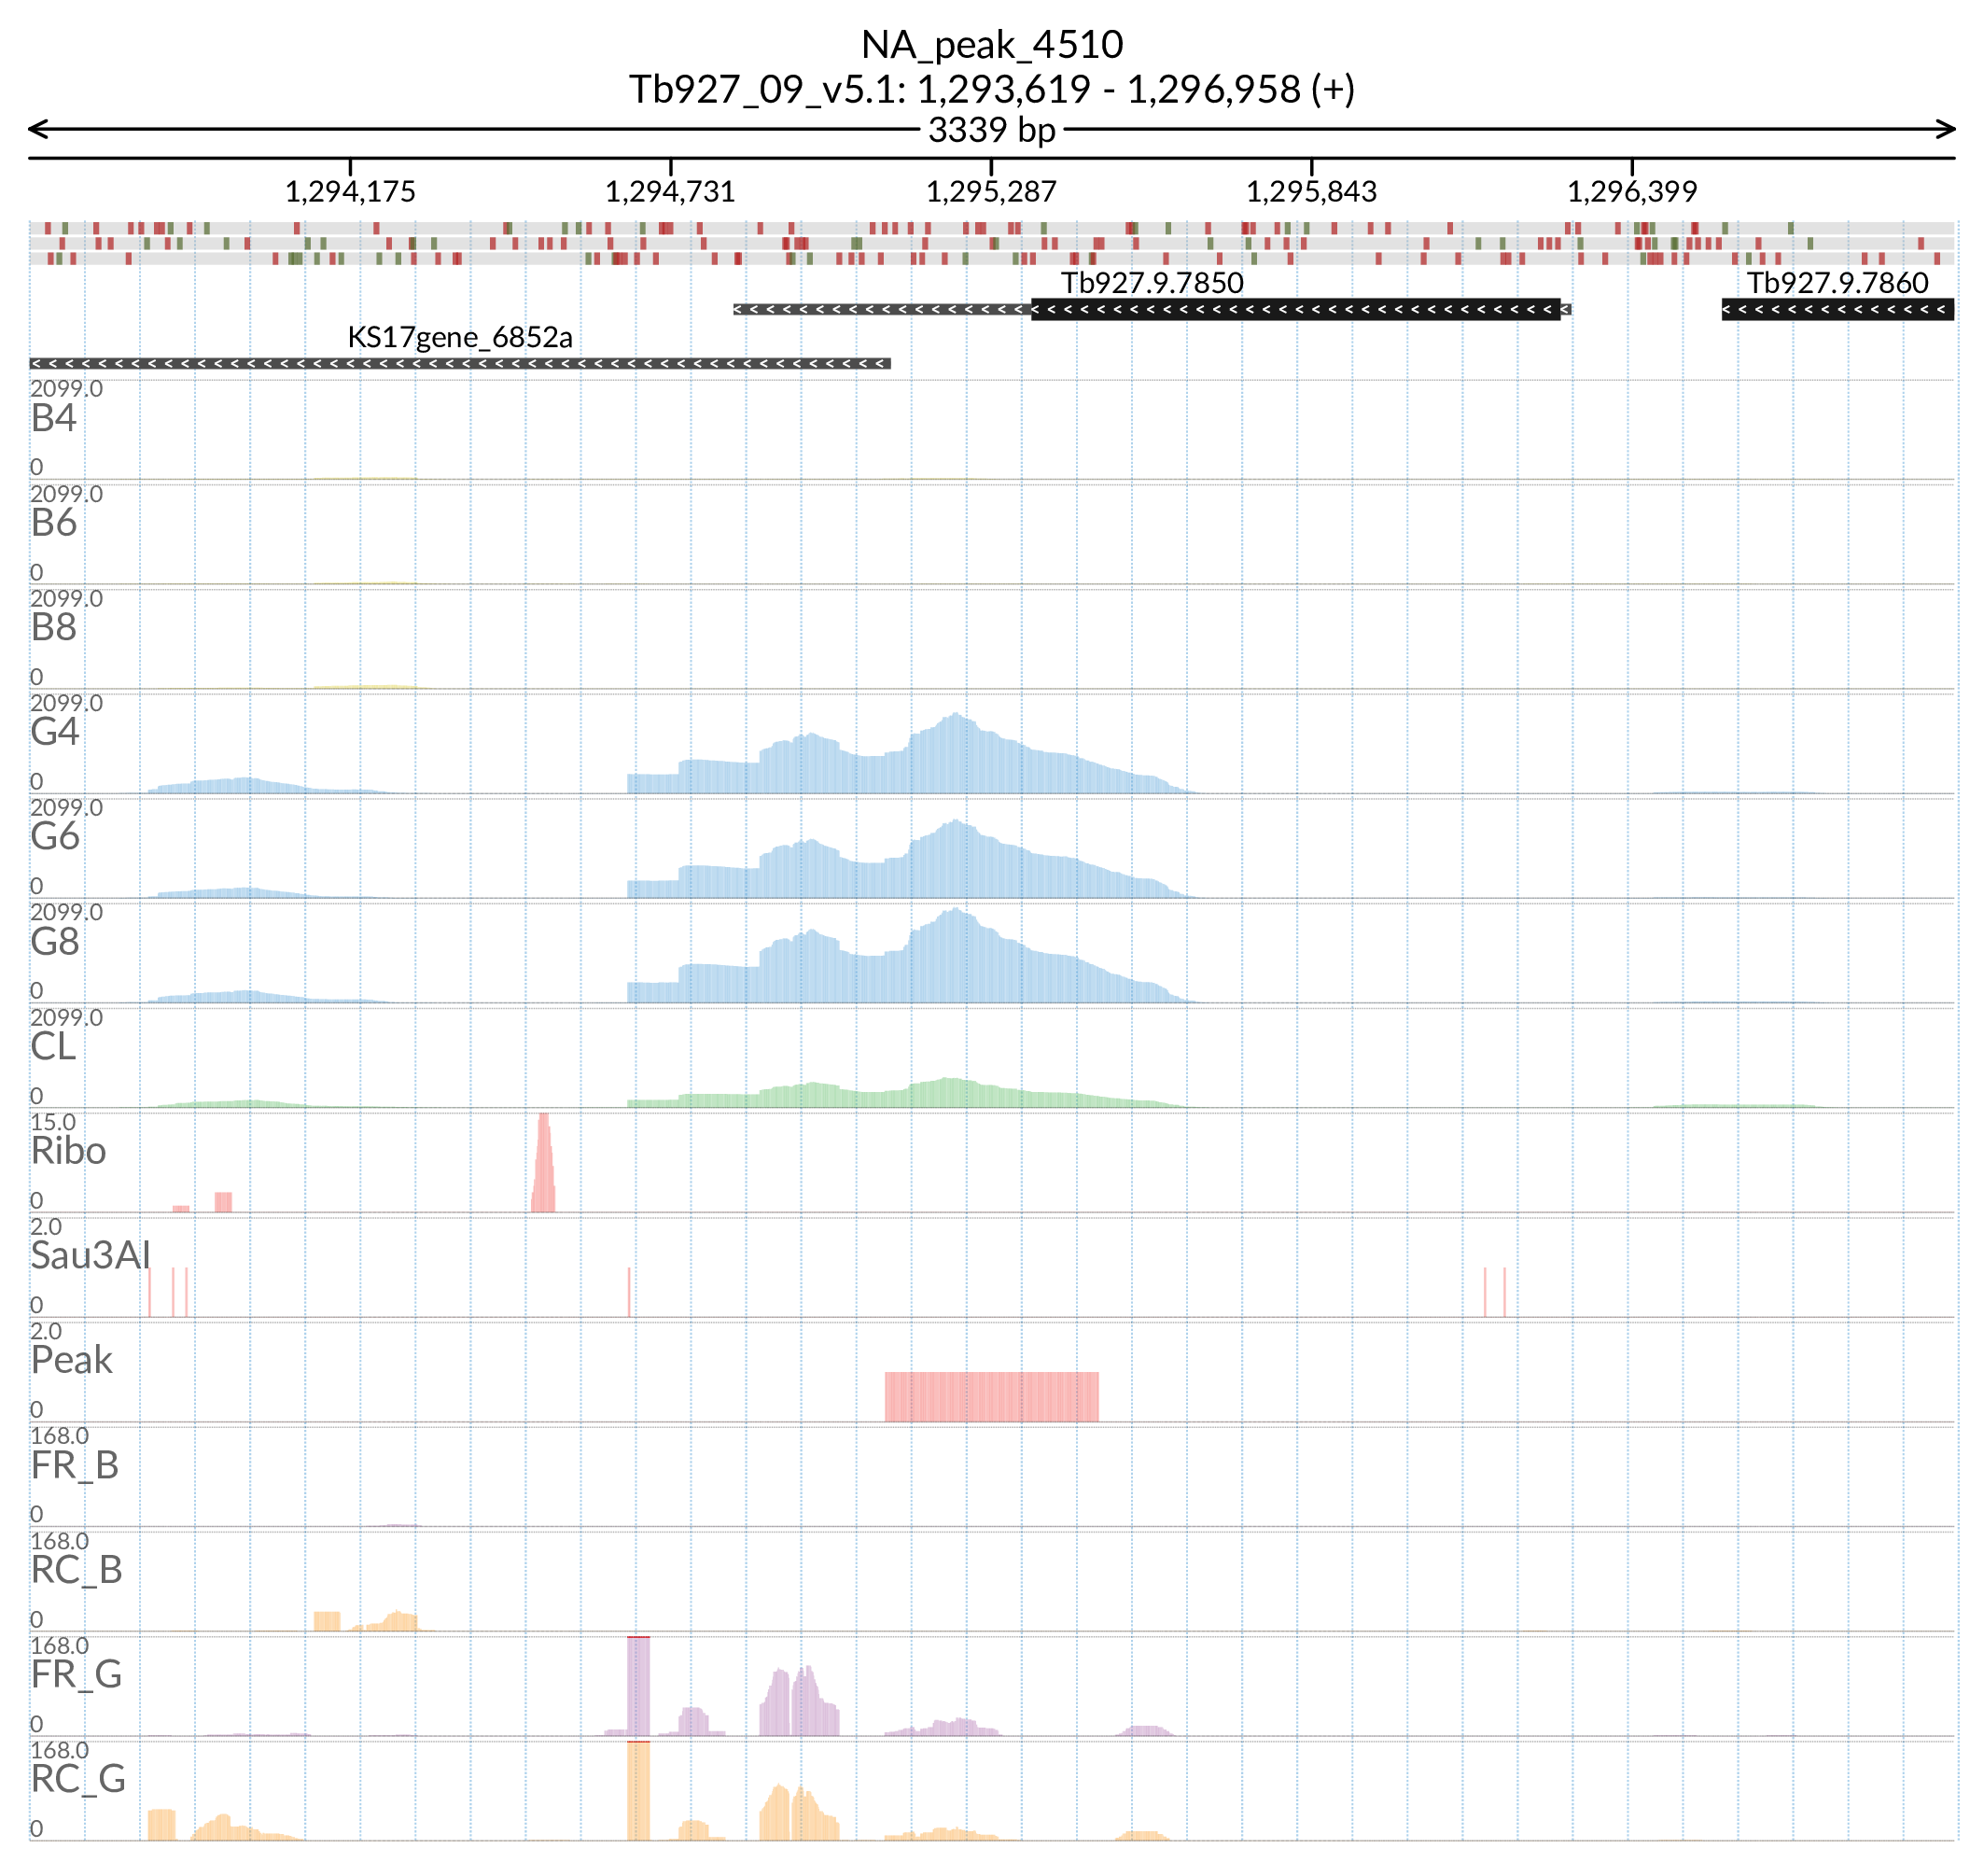 NA_peak_4510
Tb927_09_v5.1: 1,293,619 - 1,296,958 (+)
3339 bp
1,294,175 1,294,731 1,295,287 1,295,843 1,296,399
Tb927.9.7850 Tb927.9.7860
KS17gene_6852a
2099.0
B4
0
2099.0
B6
0
2099.0
B8
0
2099.0
G4
0
2099.0
G6
0
2099.0
G8
0
2099.0
CL
0
15.0
Ribo
0
2.0
Sau3AI
0
2.0
Peak
0
168.0
FR_B
0
168.0
RC_B
0
168.0
FR_G
0
168.0
RC_G
0